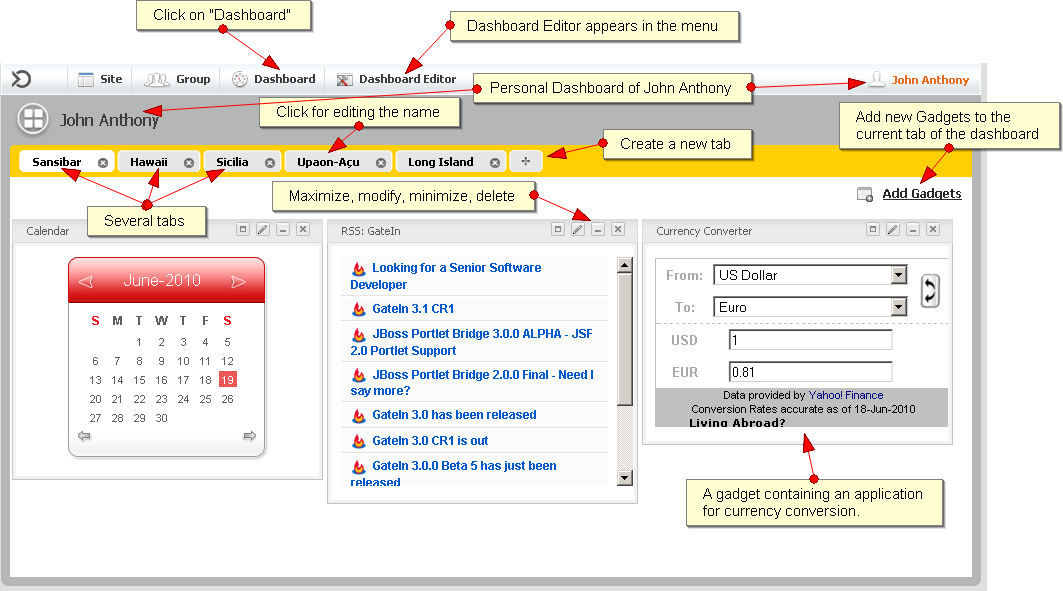 Click on "Dashboard"
Dashboard Editor appears in the menu
Site
Group
Dashboard
Dashboard Editor
Personal Dashboard of John Anthony
John Anthony
John Anthony
Click for editing the name
Add new Gadgets to the
current tab of the dashboard
Create a new tab
Sansibar
Hawaii
Sicilia
Upaon-Açu
Long Island
+
Maximize, modify, minimize, delete
Add Gadgets
Several tabs
Calendar
RSS: GateIn
Currency Converter
June-2010
S M T W T F S
1 2 3 4 5
6 7 8 9 10 11 12
13 14 15 16 17 18 19
20 21 22 23 24 25 26
27 28 29 30
Looking for a Senior Software
Developer
GateIn 3.1 CR1
JBoss Portlet Bridge 3.0.0 ALPHA - JSF
2.0 Portlet Support
JBoss Portlet Bridge 2.0.0 Final - Need I
say more?
GateIn 3.0 has been released
GateIn 3.0 CR1 is out
GateIn 3.0.0 Beta 5 has just been
released
From: US Dollar
To: Euro
USD 1
EUR 0.81
Data provided by Yahoo! Finance
Conversion Rates accurate as of 18-Jun-2010
Living Abroad?
A gadget containing an application
for currency conversion.